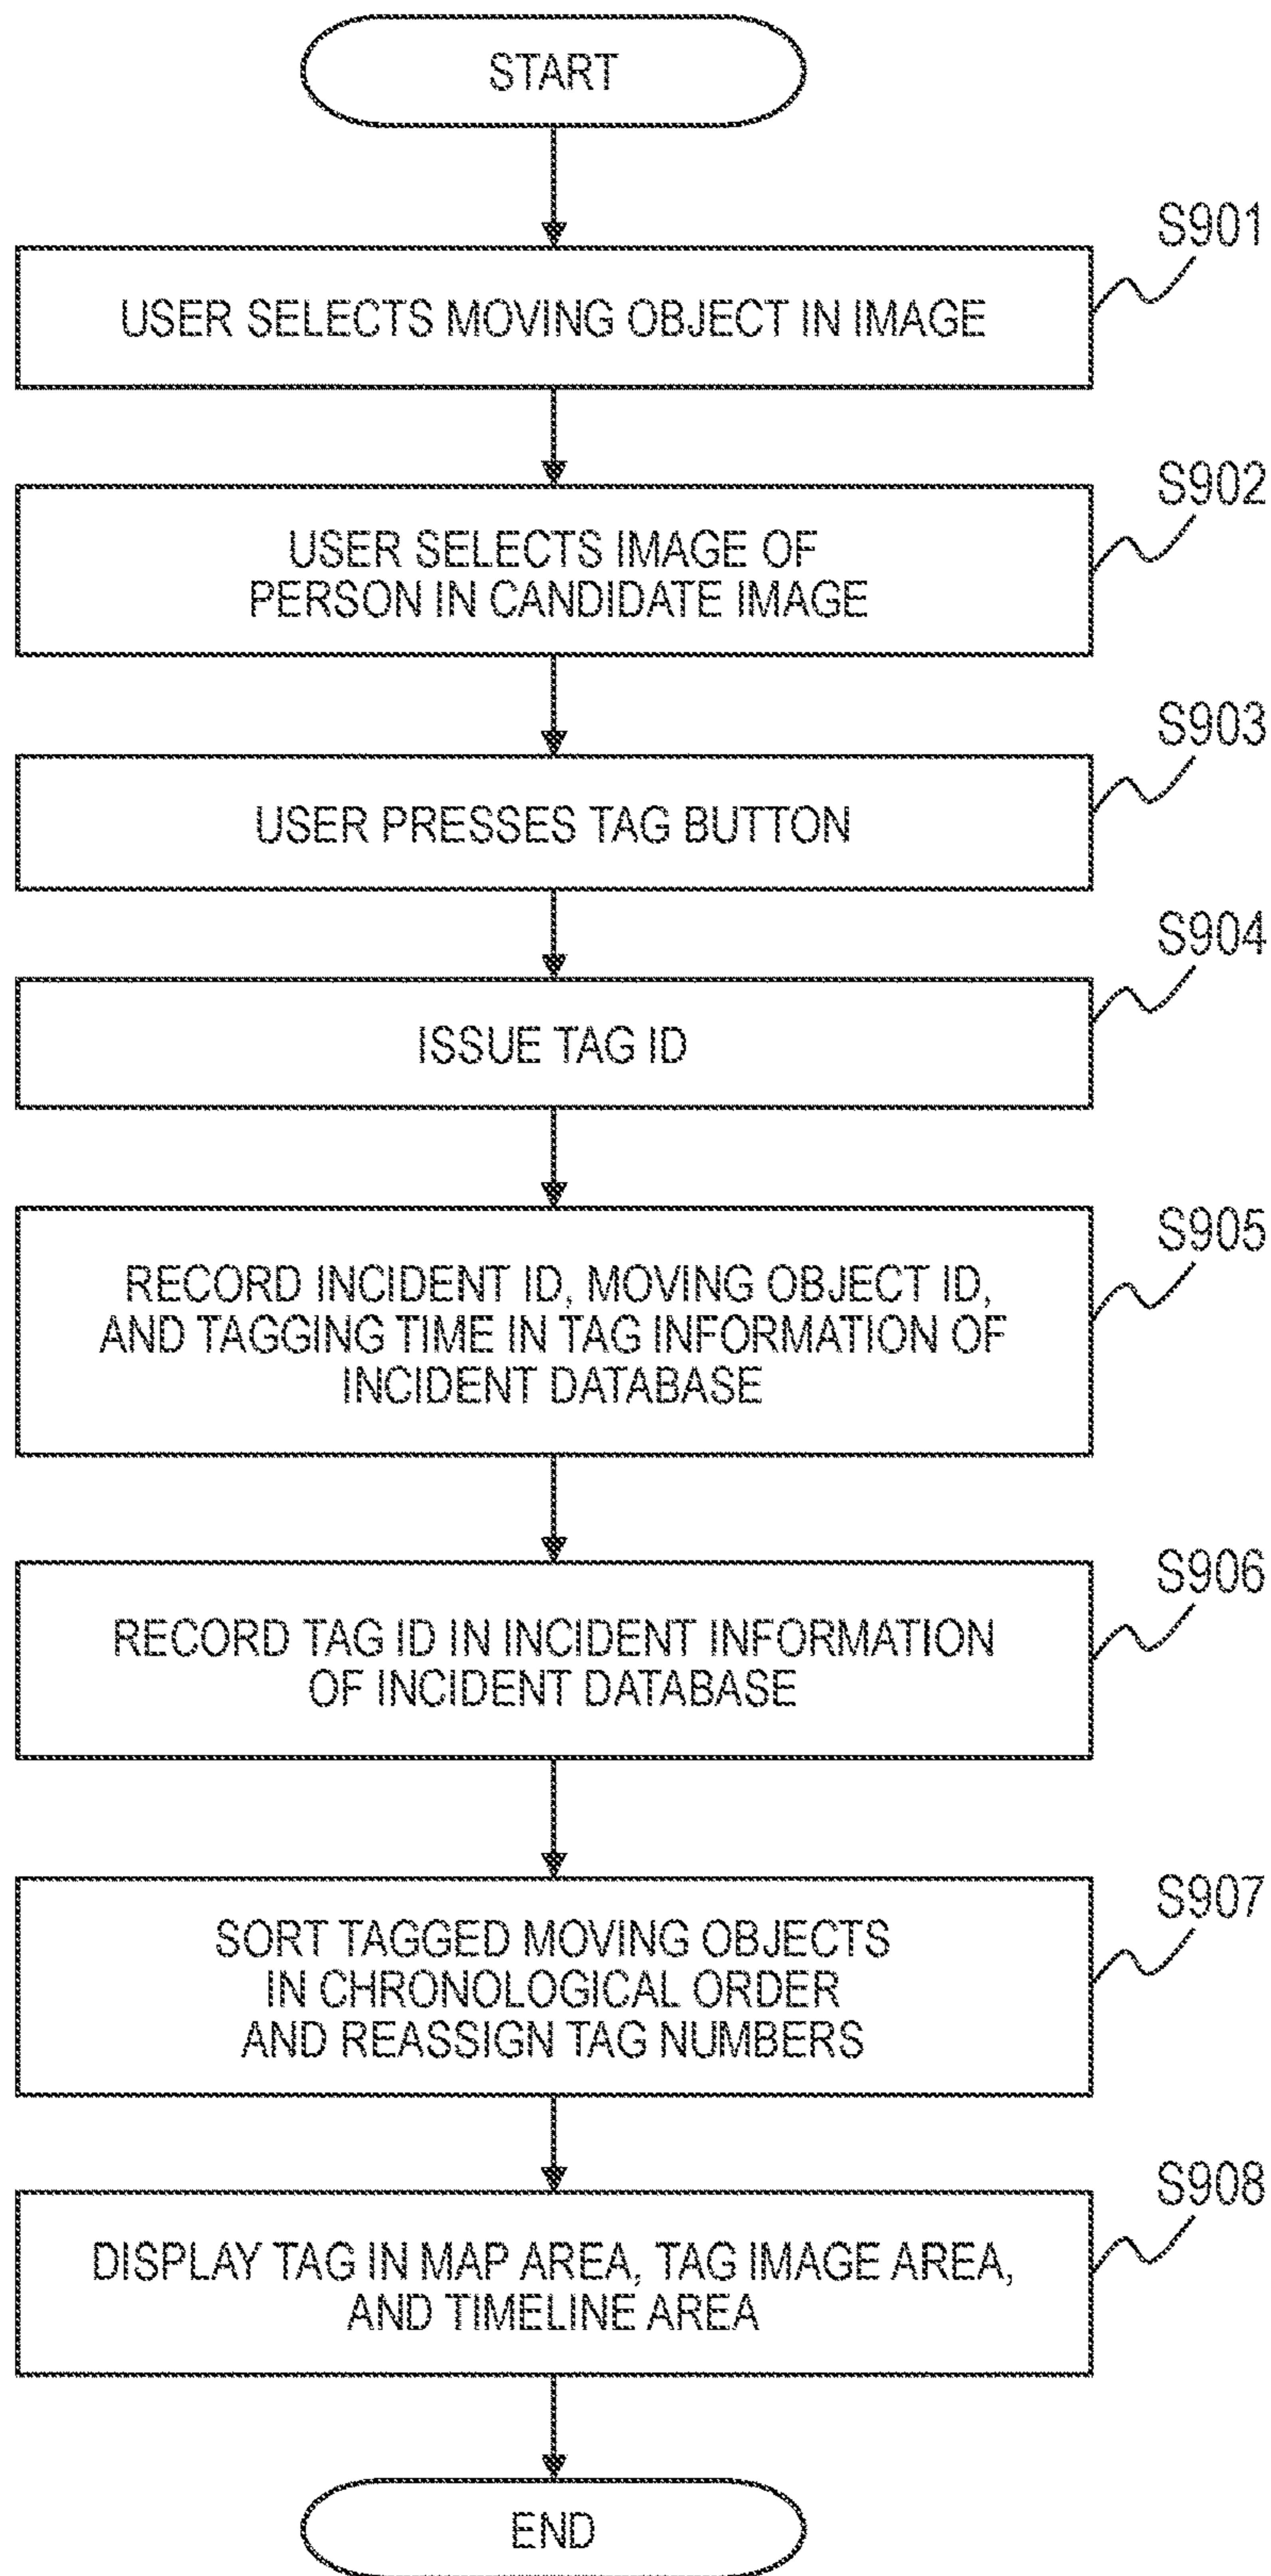 START
S901
USER SELECTS MOVING OBJECT IN IMAGE
S902
USER SELECTS IMAGE OF
PERSON IN CANDIDATE IMAGE
S903
USER PRESSES TAG BUTTON
S904
ISSUE TAG ID
S905
RECORD INCIDENT ID, MOVING OBJECT ID,
AND TAGGING TIME IN TAG INFORMATION OF
INCIDENT DATABASE
S906
RECORD TAG ID IN INCIDENT INFORMATION
OF INCIDENT DATABASE
S907
SORT TAGGED MOVING OBJECTS
IN CHRONOLOGICAL ORDER
AND REASSIGN TAG NUMBERS
S908
DISPLAY TAG IN MAP AREA, TAG IMAGE AREA,
AND TIMELINE AREA
END